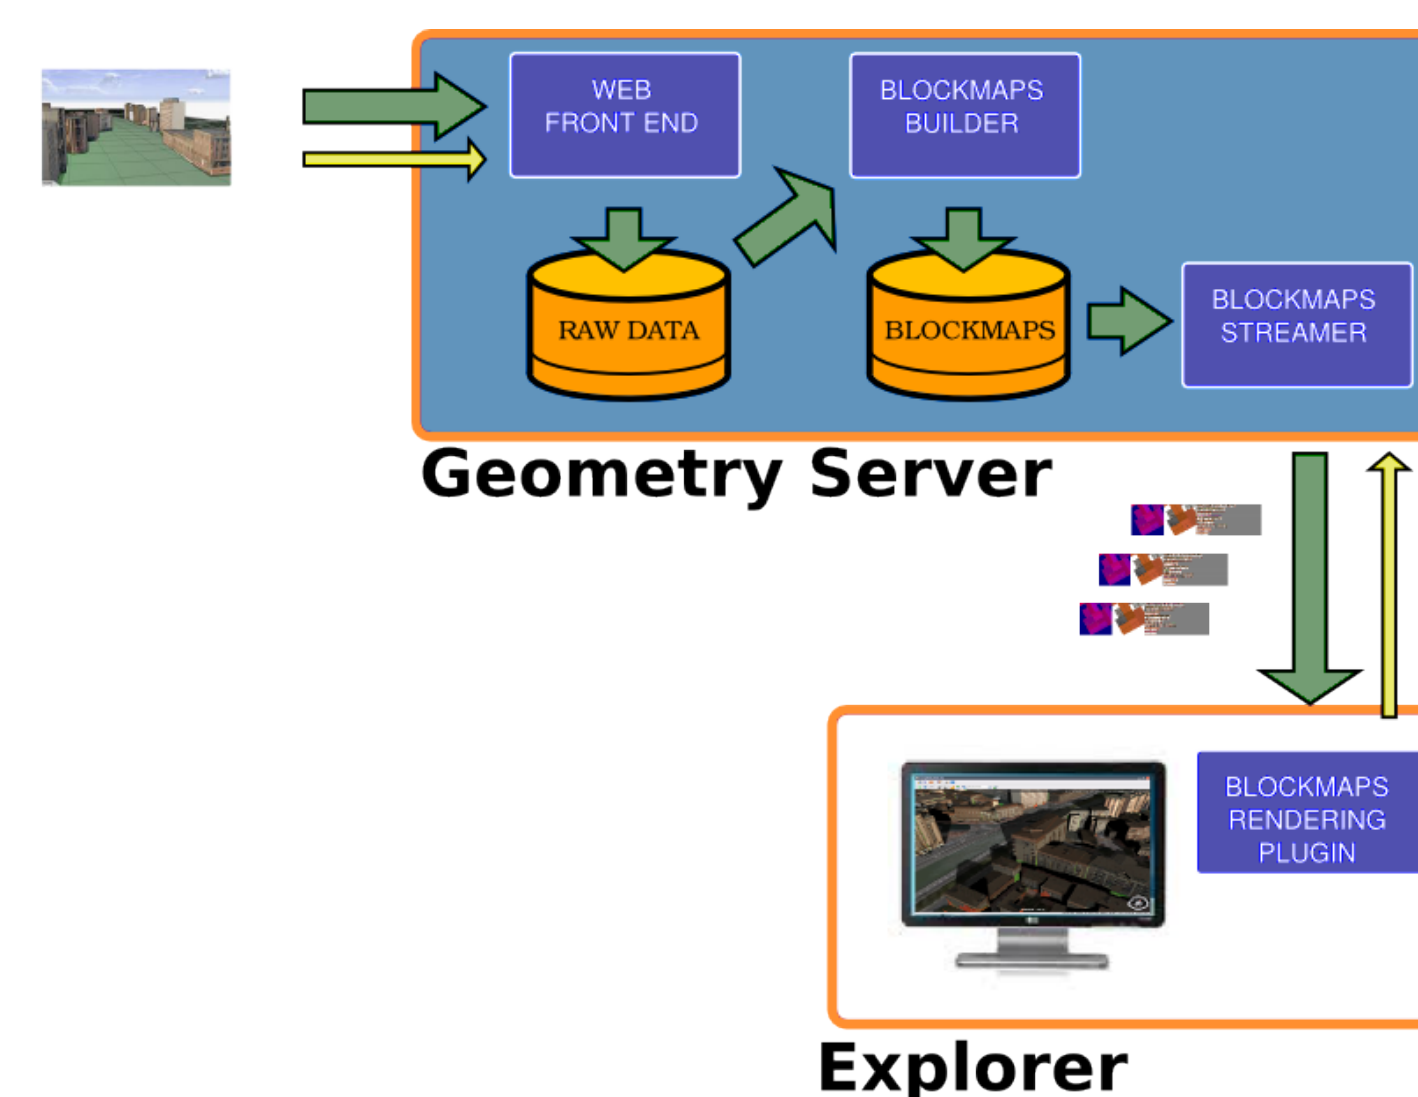 WEB
FRONT END
BLOCKMAPS
BUILDER
RAW DATA
BLOCKMAPS
BLOCKMAPS
STREAMER
Geometry Server
BLOCKMAPS
RENDERING
PLUGIN
Explorer